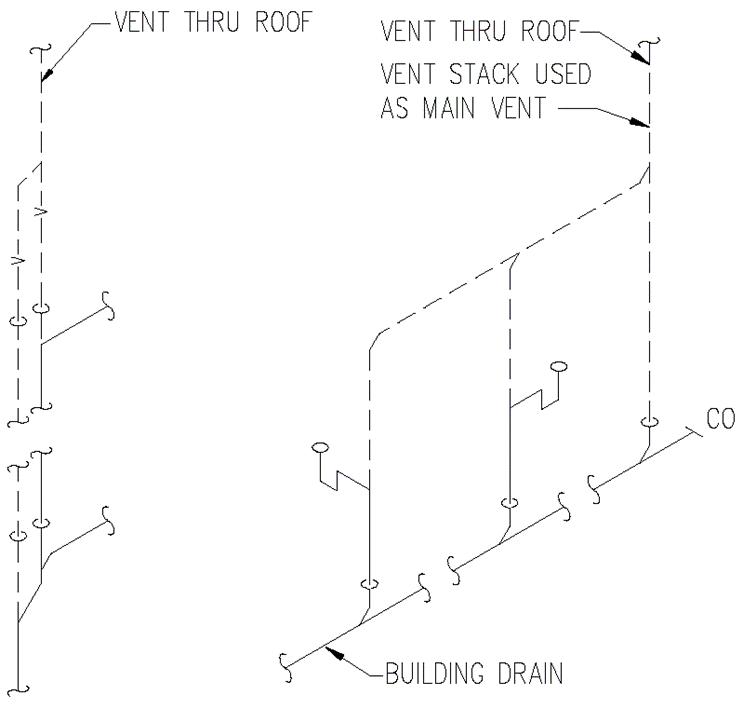 VENT THRU ROOF
VENT THRU ROOF
VENT STACK USED
AS MAIN VENT
V
V
CO
BUILDING DRAIN